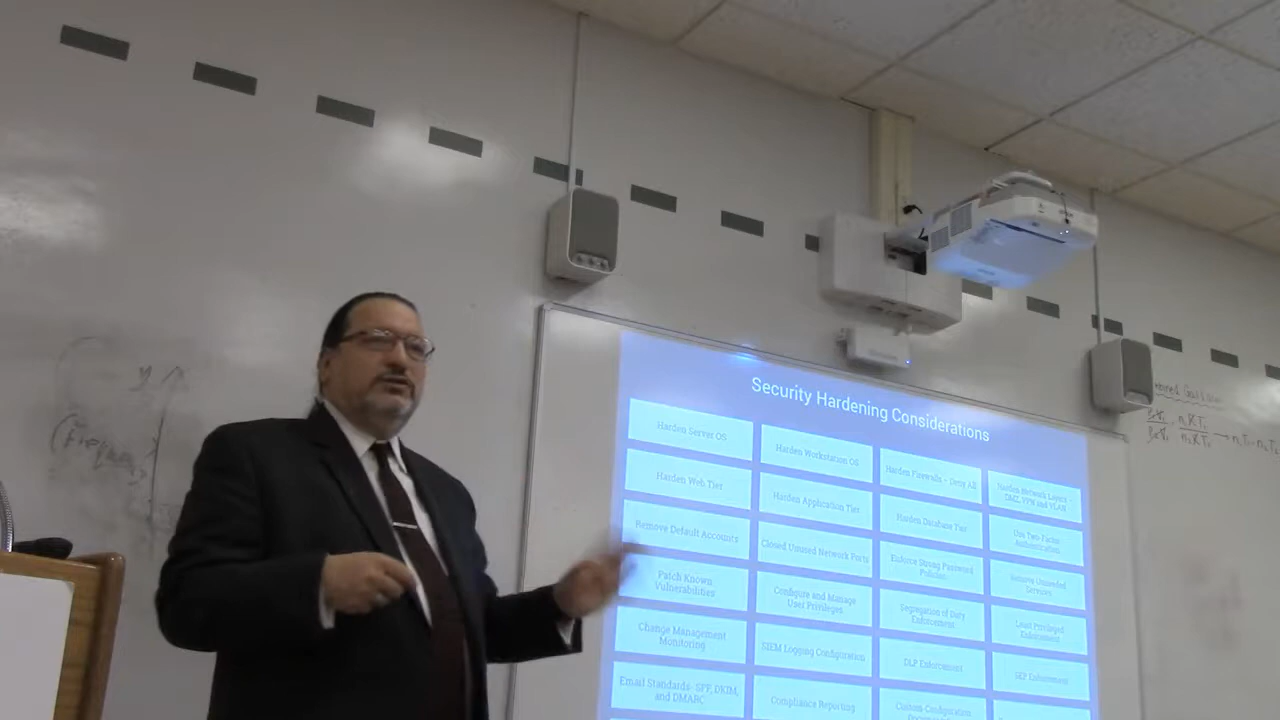 Security Hardening Considerations
Harden Server OS
Harden Workstation OS
Harden Firewalls - Deny All
Harden Network Layers -
DMZ, VPN and VLAN
Harden Web Tier
Harden Application Tier
Harden Database Tier
Use Two-Factor
Authentication
Remove Default Accounts
Closed Unused Network Ports
Enforce Strong Password
Policies
Remove Unneeded
Services
Patch Known
Vulnerabilities
Configure and Manage
User Privileges
Segregation of Duty
Enforcement
Least Privileged
Enforcement
Change Management
Monitoring
SIEM Logging Configuration
DLP Enforcement
Enforcement
Email Standards- SPF, DKIM,
and DMARC
Compliance Reporting
Custom Configuration